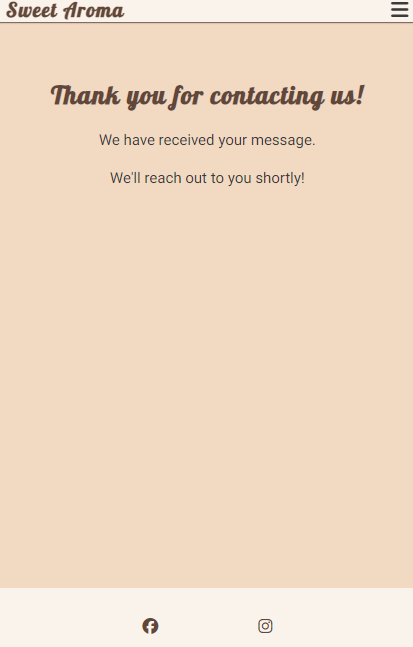 Sweet Aroma
Thank you for contacting us!
We have received your message.
We'll reach out to you shortly!